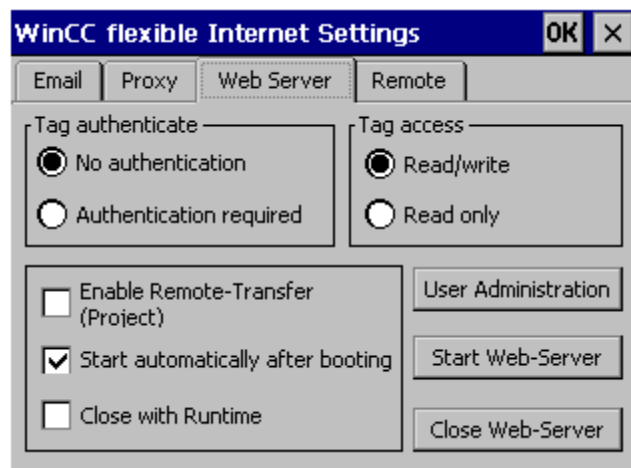 WinCC flexible Internet Settings OK ×
Email Proxy Web Server Remote
Tag authenticate Tag access
No authentication Read/write
Authentication required Read only
Enable Remote-Transfer User Administration
(Project)
Start automatically after booting Start Web-Server
Close with Runtime Close Web-Server